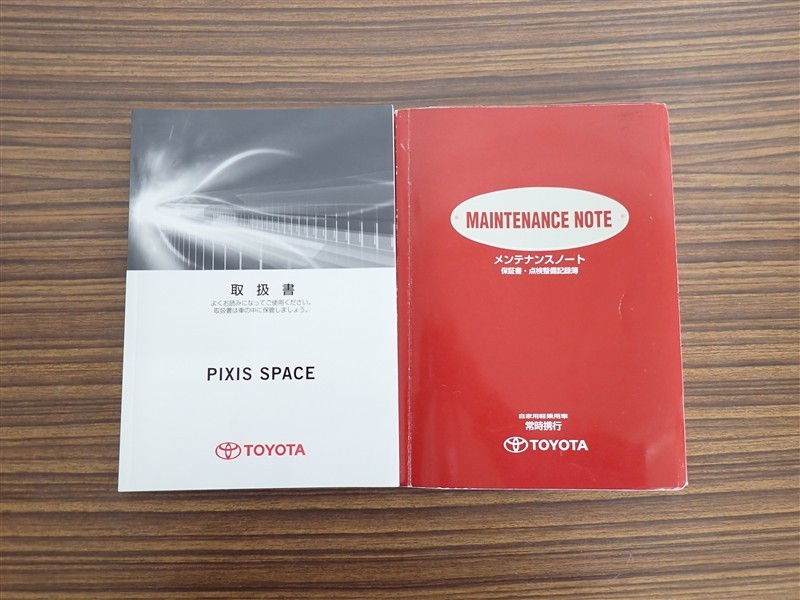 取扱書
よくお読みになってご使用ください。
取扱書は車の中に保管しましょう。
PIXIS SPACE
TOYOTA
MAINTENANCE NOTE
メンテナンスノート
保証書・点検整備記録簿
自家用軽乗用車
常時携行
TOYOTA